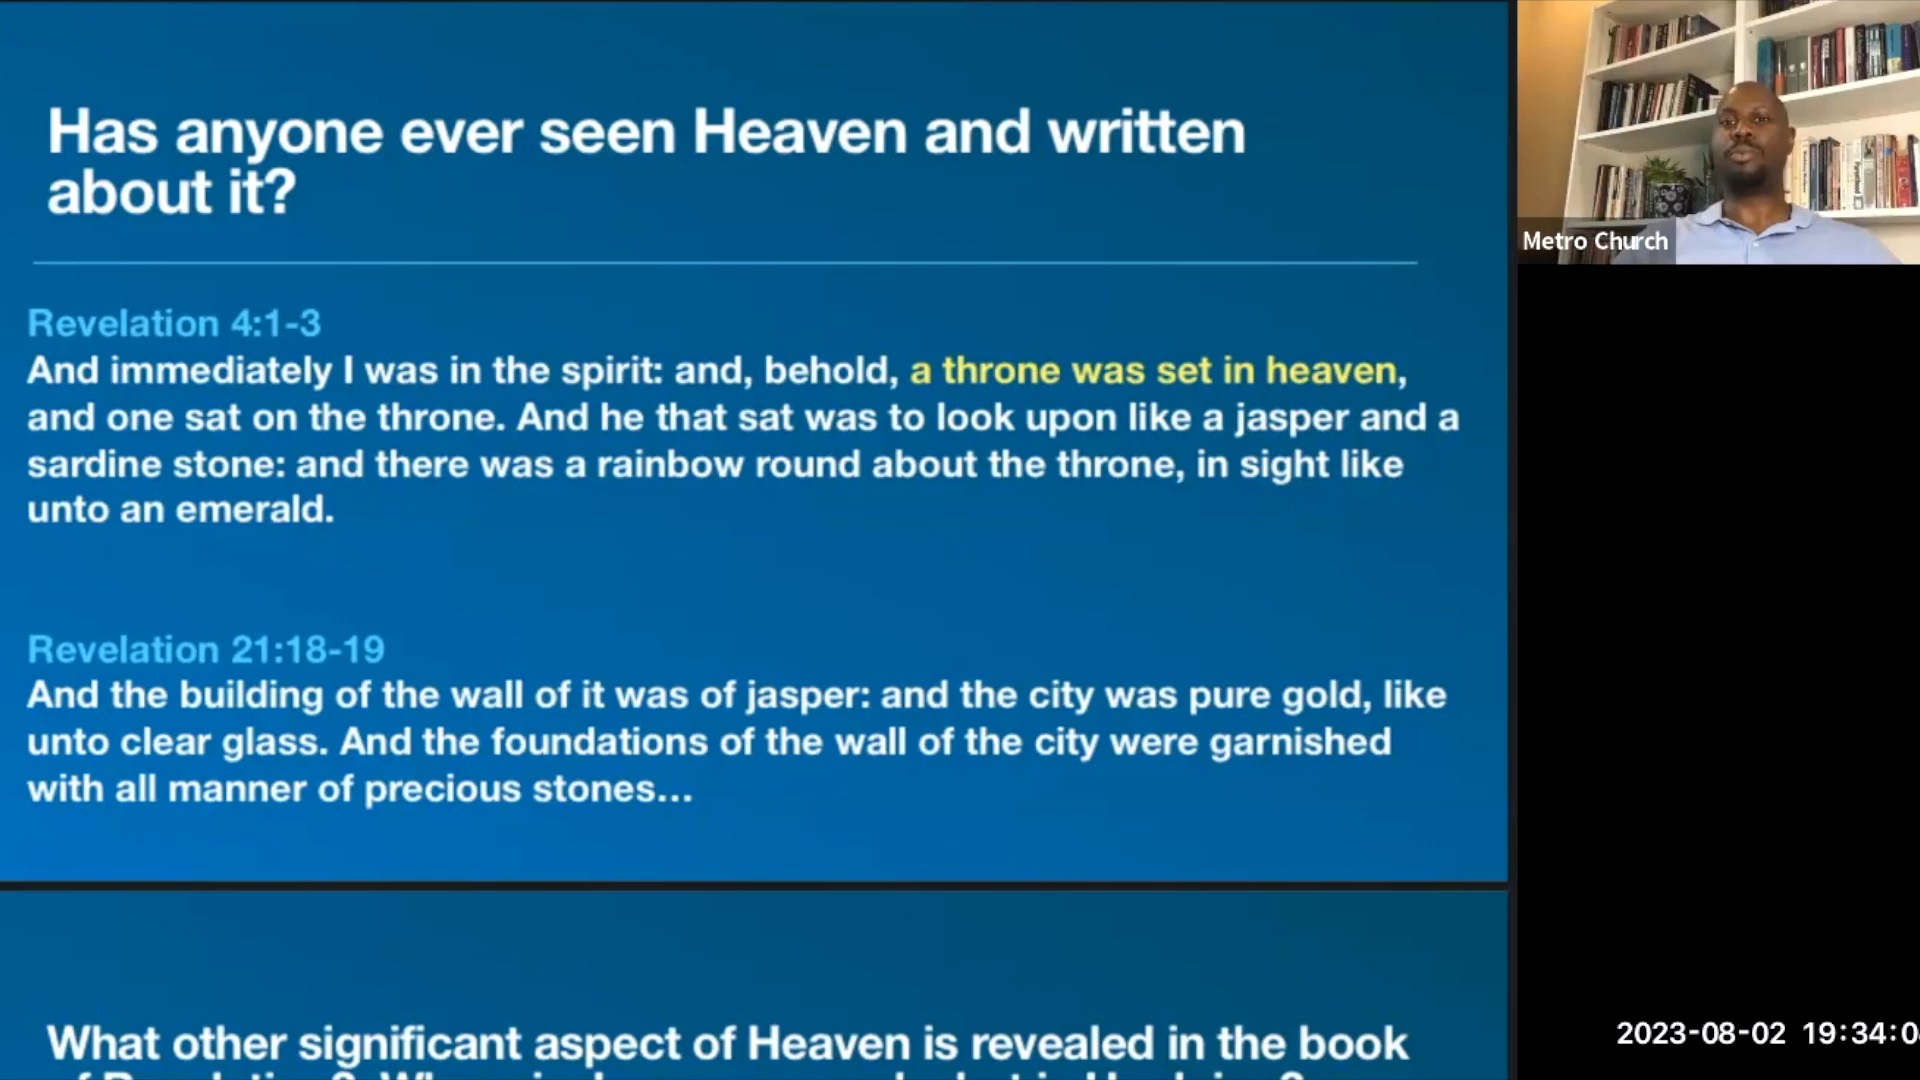 Has anyone ever seen Heaven and written
about it?
Revelation 4:1-3
And immediately I was in the spirit: and, behold, a throne was set in heaven,
and one sat on the throne. And he that sat was to look upon like a jasper and a
sardine stone: and there was a rainbow round about the throne, in sight like
unto an emerald.
Revelation 21:18-19
And the building of the wall of it was of jasper: and the city was pure gold, like
unto clear glass. And the foundations of the wall of the city were garnished
with all manner of precious stones...
What other significant aspect of Heaven is revealed in the book
Metro Church
2023-08-02 19:34:0